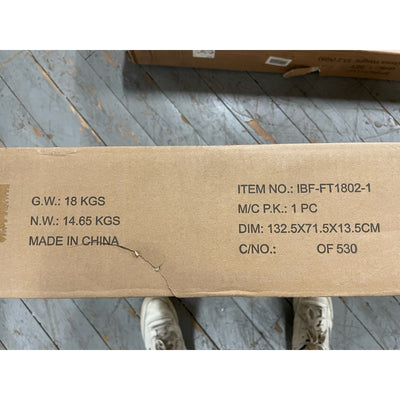 G.W.: 18 KGS
N.W.: 14.65 KGS
MADE IN CHINA
ITEM NO.: IBF-FT1802-1
M/C P.K.: 1 PC
DIM: 132.5X71.5X13.5CM
C/NO.: OF 530